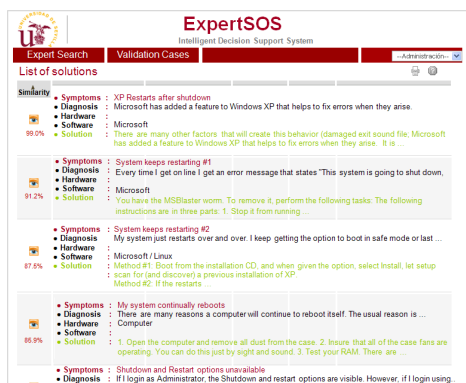 ExpertSOS
Intelligent Decision Support System
Expert Search Validation Cases --Administración--
List of solutions
Similarity
• Symptoms : XP Restarts after shutdown
• Diagnosis : Microsoft has added a feature to Windows XP that helps to fix errors when they arise.
• Hardware :
• Software : Microsoft
• Solution : There are many other factors that will create this behavior (damaged exit sound file; Microsoft
has added a feature to Windows XP that helps to fix errors when they arise. It is ...
99.0%
• Symptoms : System keeps restarting #1
• Diagnosis : Every time I get on line I get an error message that states "This system is going to shut down,
• Hardware :
• Software : Microsoft
• Solution : You have the MSBlaster worm. To remove it, perform the following tasks: The following
instructions are in three parts: 1. Stop it from running ...
91.2%
• Symptoms : System keeps restarting #2
• Diagnosis : My system just restarts over and over. I keep getting the option to boot in safe mode or last ...
• Hardware :
• Software : Microsoft / Linux
• Solution : Method #1: Boot from the installation CD, and when given the option, select Install, let setup
scan for (and discover) a previous installation of XP.
Method #2: If the restarts ...
87.5%
• Symptoms : My system continually reboots
• Diagnosis : There are many reasons a computer will continue to reboot itself. The usual reason is ...
• Hardware : Computer
• Software :
• Solution : 1. Open the computer and remove all dust from the case. 2. Insure that all of the case fans are
operating. You can do this just by sight and sound. 3. Test your RAM. There are ...
86.9%
• Symptoms : Shutdown and Restart options unavailable
• Diagnosis : If I login as Administrator, the Shutdown and restart options are visible. However, if I login using..